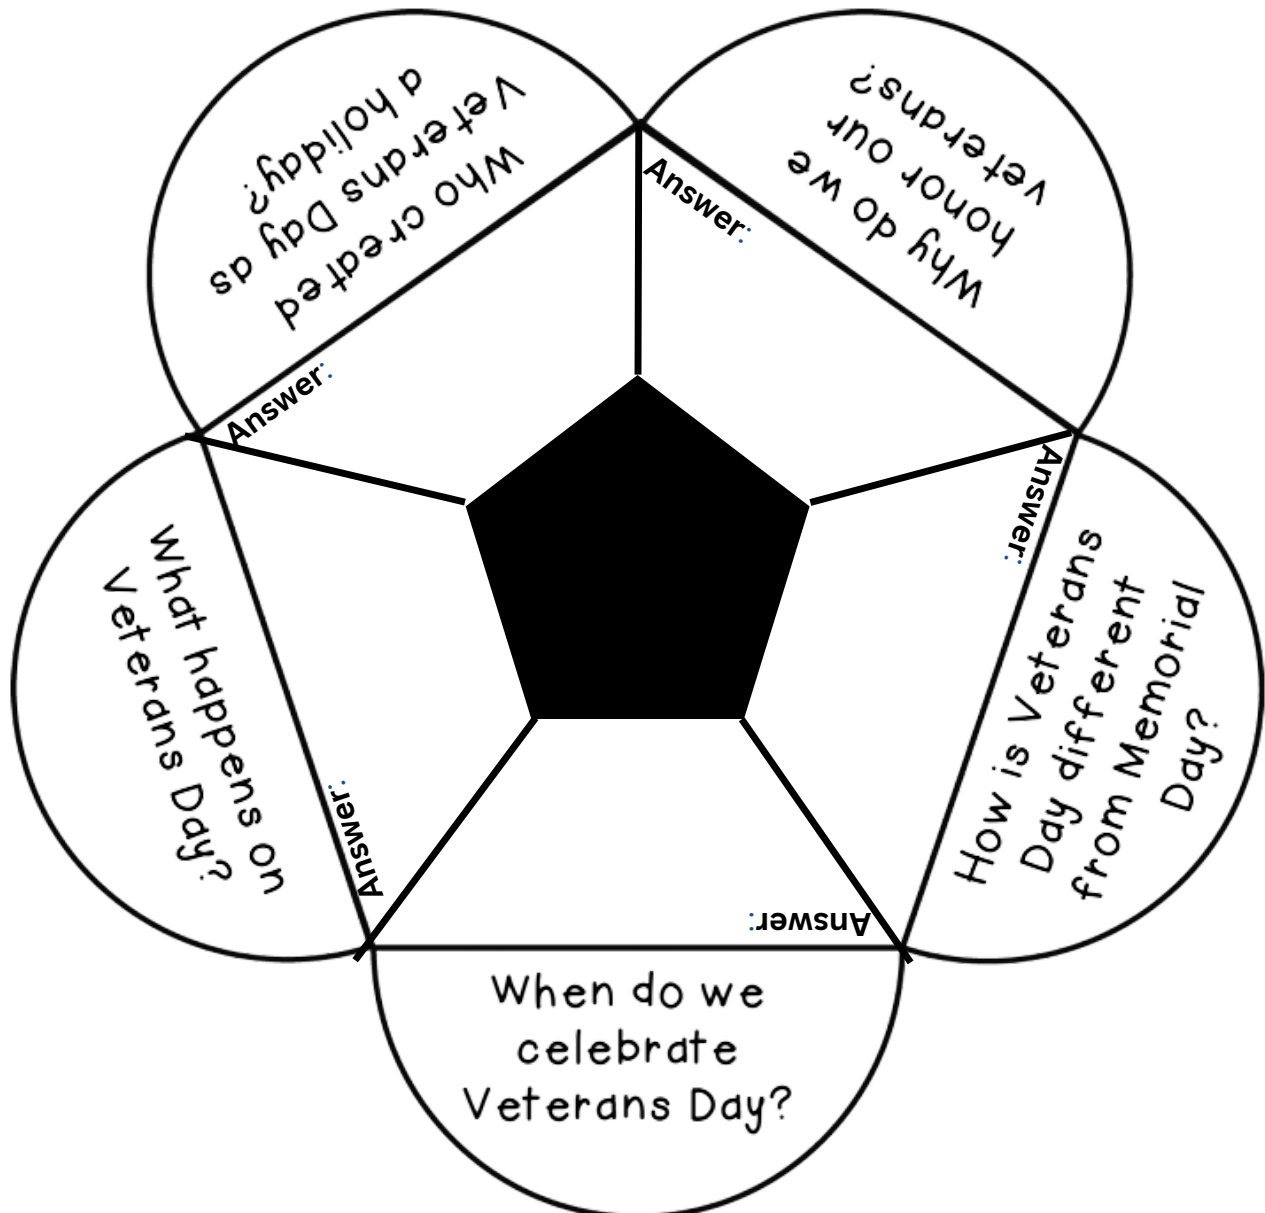 Who created
Veterans Day as
a holiday?
Answer:
Why do we
honor our
veterans?
Answer:
How is Veterans
Day different
from Memorial
Day?
Answer:
When do we
celebrate
Veterans Day?
Answer:
What happens on
Veterans Day?
Answer: